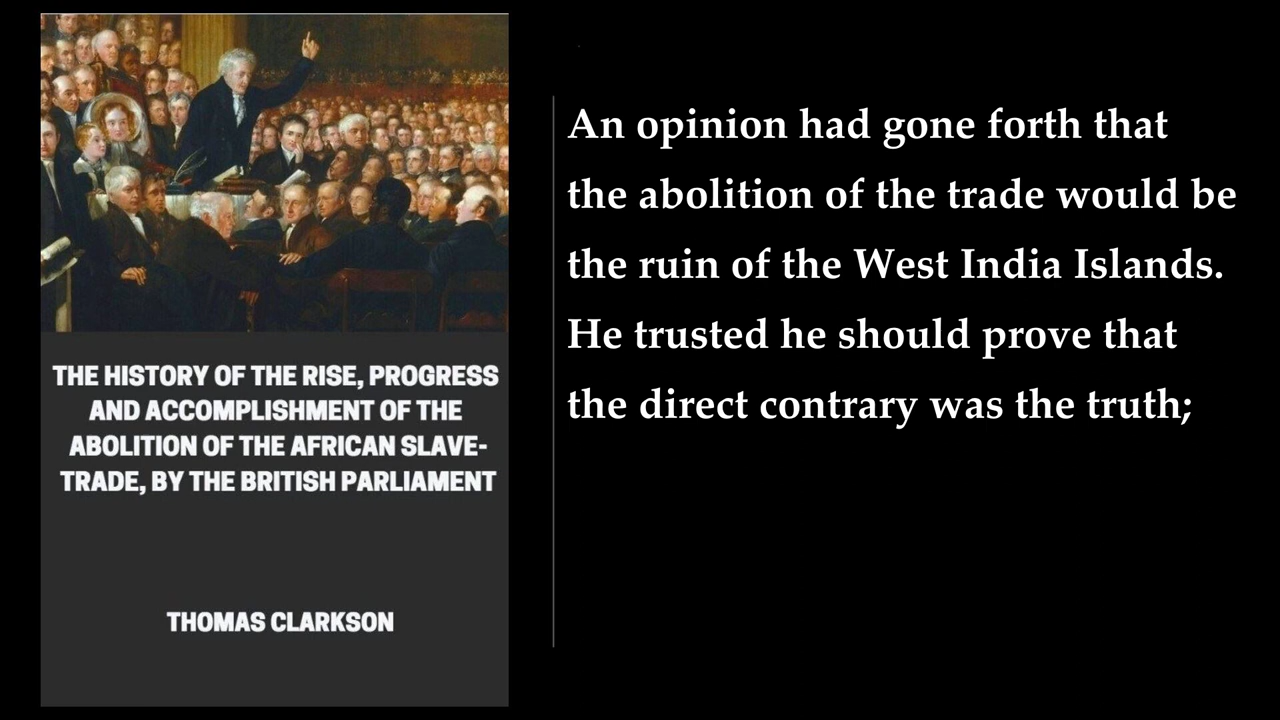 THE HISTORY OF THE RISE, PROGRESS
AND ACCOMPLISHMENT OF THE
ABOLITION OF THE AFRICAN SLAVE-
TRADE, BY THE BRITISH PARLIAMENT
THOMAS CLARKSON
An opinion had gone forth that
the abolition of the trade would be
the ruin of the West India Islands.
He trusted he should prove that
the direct contrary was the truth;